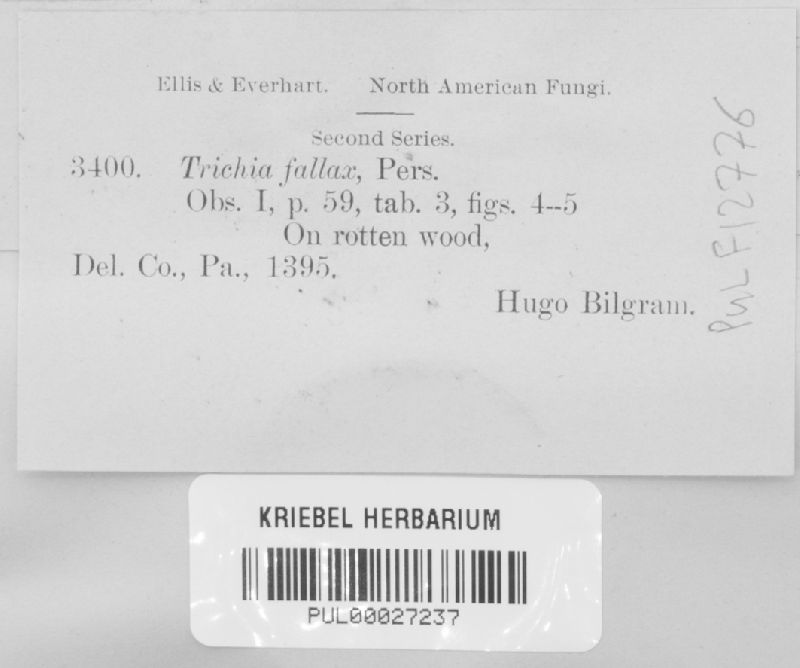 Ellis & Everhart. North American Fungi.
Second Series.
3400. Trichia fallax, Pers.
Obs. I, p. 59, tab. 3, figs. 4--5
On rotten wood,
Del. Co., Pa., 1395.
Hugo Bilgram.
PUL F12776
KRIEBEL HERBARIUM
PUL00027237